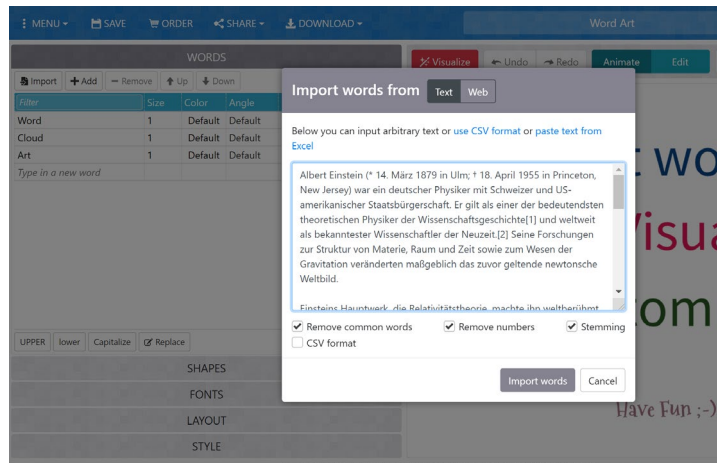 MENU SAVE ORDER SHARE DOWNLOAD Word Art
WORDS
Visualize Undo Redo Animate Edit
Import Add Remove Up Down
Filter Size Color Angle
Word 1 Default Default
Cloud 1 Default Default
Art 1 Default Default
Type in a new word
UPPER lower Capitalize Replace
SHAPES
FONTS
LAYOUT
STYLE
Import words from Text Web
Below you can input arbitrary text or use CSV format or paste text from
Excel
Albert Einstein (* 14. März 1879 in Ulm; † 18. April 1955 in Princeton,
New Jersey) war ein deutscher Physiker mit Schweizer und US-
amerikanischer Staatsbürgerschaft. Er gilt als einer der bedeutendsten
theoretischen Physiker der Wissenschaftsgeschichte[1] und weltweit
als bekanntester Wissenschaftler der Neuzeit.[2] Seine Forschungen
zur Struktur von Materie, Raum und Zeit sowie zum Wesen der
Gravitation veränderten maßgeblich das zuvor geltende newtonsche
Weltbild.
Einsteins Hauptwerk, die Relativitätstheorie, machte ihn weltberühmt
Remove common words Remove numbers Stemming
CSV format
Import words Cancel
Have Fun ;-)